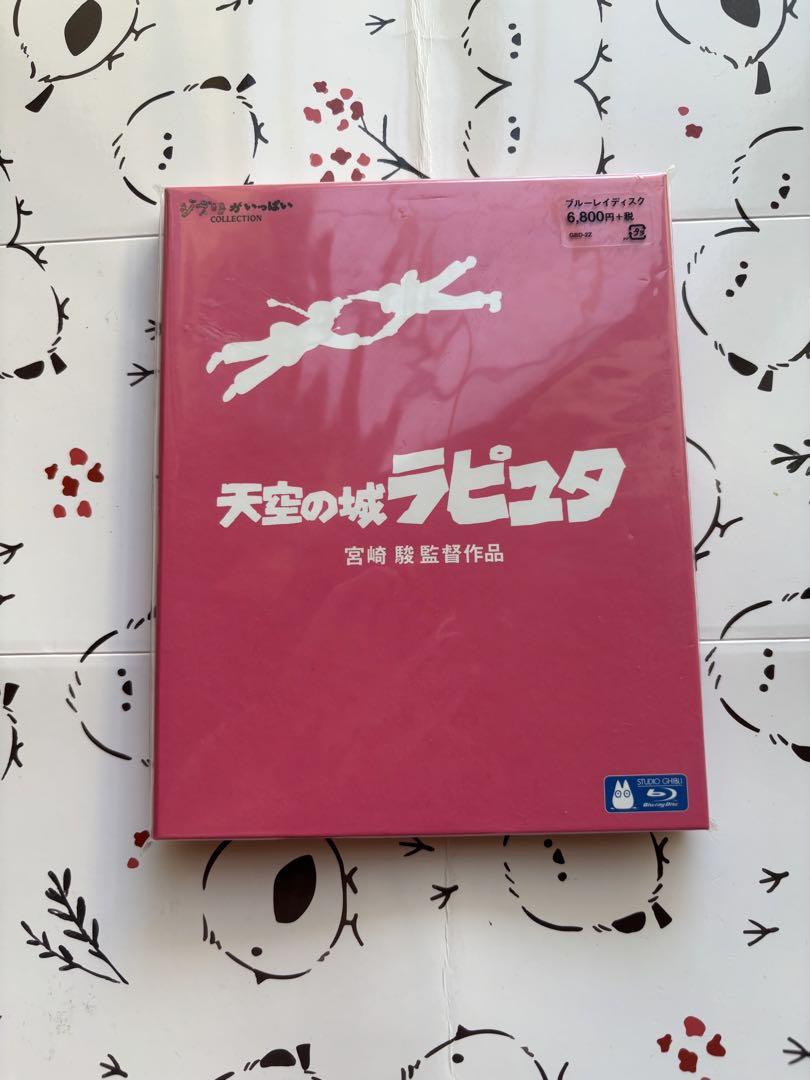 ジブリがいっぱい
COLLECTION
ブルーレイディスク
6,800円+税
GBD-2Z
天空の城ラピュタ
宮崎 駿 監督作品
STUDIO GHIBLI
Blu-ray Disc